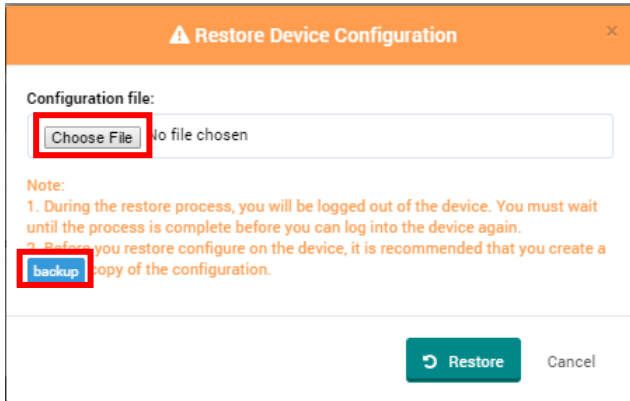 Restore Device Configuration ×
Configuration file:
Choose File No file chosen
Note:
1. During the restore process, you will be logged out of the device. You must wait
until the process is complete before you can log into the device again.
2. Before you restore configure on the device, it is recommended that you create a
backup copy of the configuration.
Restore Cancel